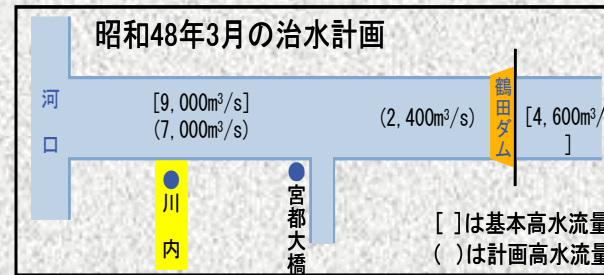 昭和48年3月の治水計画
河口
[9,000m³/s]
(7,000m³/s)
(2,400m³/s)
鶴田ダム
[4,600m³/
]
川内
宮都大橋
[ ]は基本高水流量
( )は計画高水流量